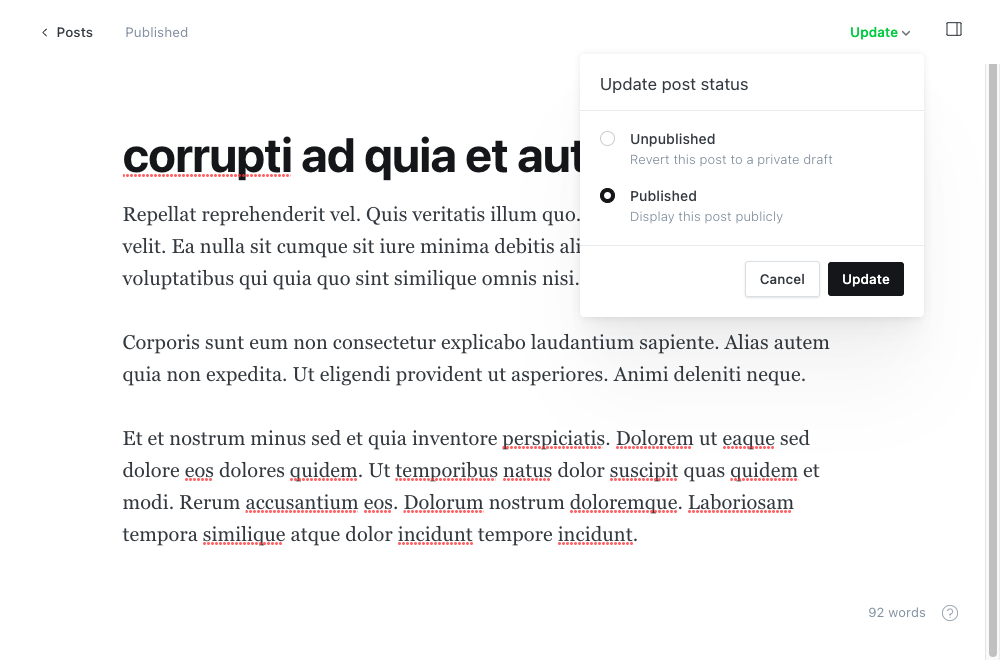 Posts
Published
Update
Update post status
Unpublished
Revert this post to a private draft
Published
Display this post publicly
Cancel
Update
corrupti ad quia et aut
Repellat reprehenderit vel. Quis veritatis illum quo.
velit. Ea nulla sit cumque sit iure minima debitis ali
voluptatibus qui quia quo sint similique omnis nisi.
Corporis sunt eum non consectetur explicabo laudantium sapiente. Alias autem
quia non expedita. Ut eligendi provident ut asperiores. Animi deleniti neque.
Et et nostrum minus sed et quia inventore perspiciatis. Dolorem ut eaque sed
dolore eos dolores quidem. Ut temporibus natus dolor suscipit quas quidem et
modi. Rerum accusantium eos. Dolorum nostrum doloremque. Laboriosam
tempora similique atque dolor incidunt tempore incidunt.
92 words
?